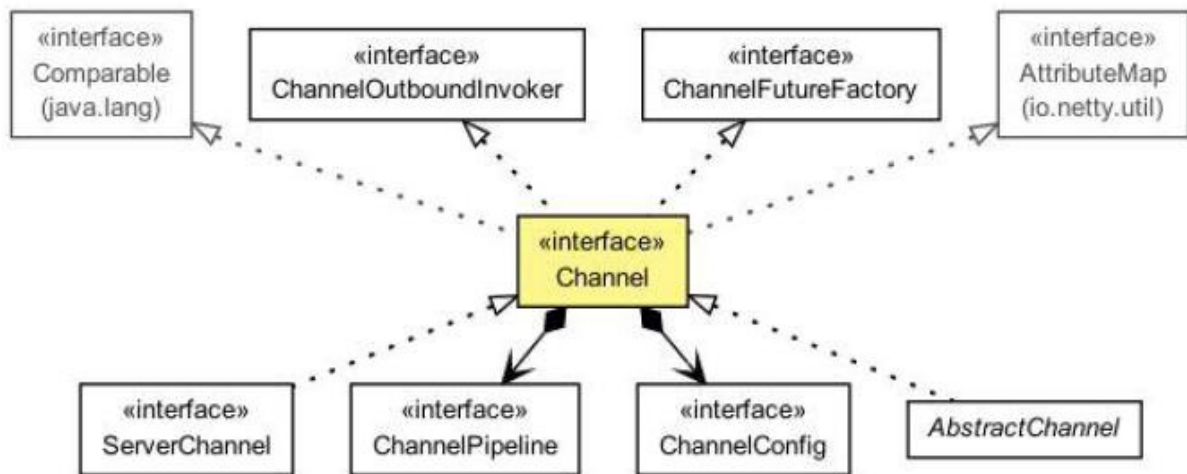 «interface»
Comparable
(java.lang)
«interface»
ChannelOutboundInvoker
«interface»
ChannelFutureFactory
«interface»
AttributeMap
(io.netty.util)
«interface»
Channel
«interface»
ServerChannel
«interface»
ChannelPipeline
«interface»
ChannelConfig
AbstractChannel